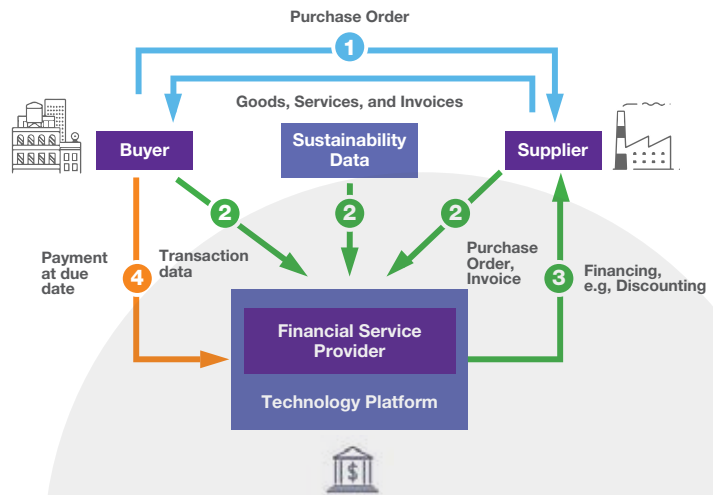 Purchase Order
1
Goods, Services, and Invoices
Buyer
Sustainability
Data
Supplier
2
2
2
Payment
at due
date
4
Transaction
data
Purchase
Order,
Invoice
3
Financing,
e.g, Discounting
Financial Service
Provider
Technology Platform
$